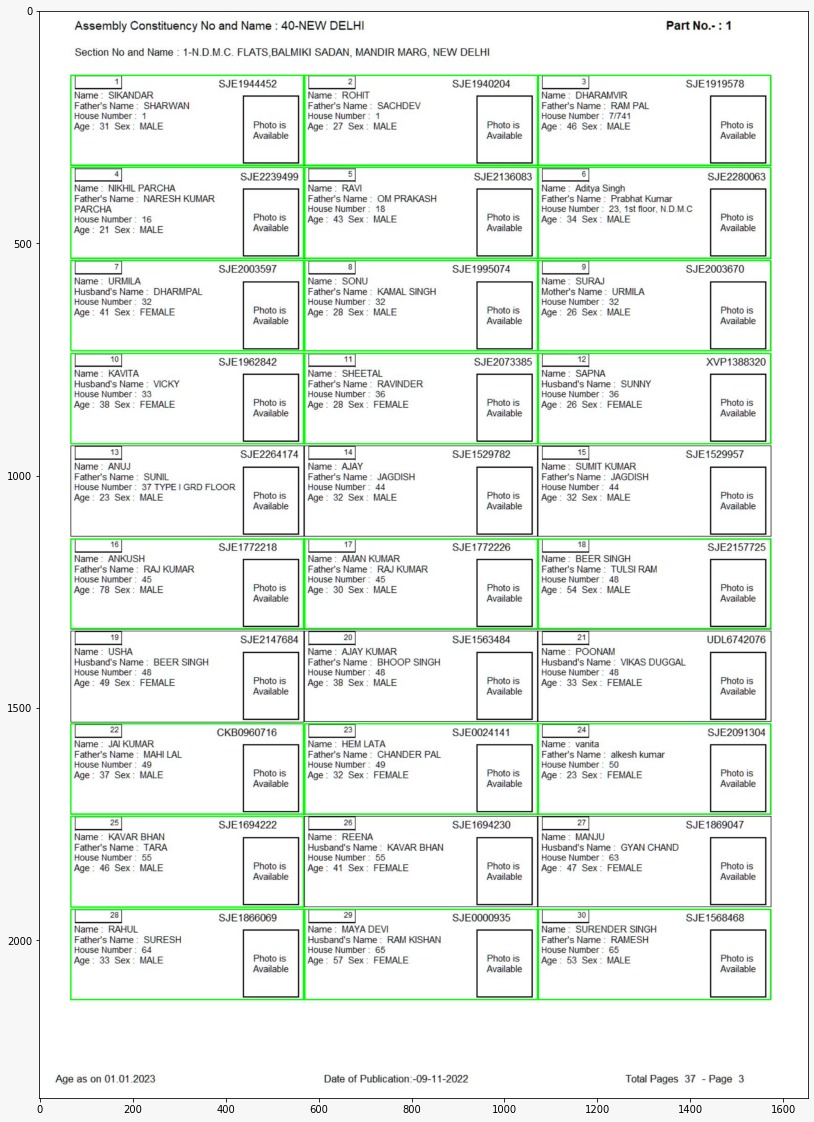 0
Assembly Constituency No and Name : 40-NEW DELHI
Part No.- : 1
Section No and Name : 1-N.D.M.C. FLATS,BALMIKI SADAN, MANDIR MARG, NEW DELHI
1
SJE1944452
Name : SIKANDAR
Father's Name : SHARWAN
House Number : 1
Age : 31 Sex : MALE
Photo is
Available
2
SJE1940204
Name : ROHIT
Father's Name : SACHDEV
House Number : 1
Age : 27 Sex : MALE
Photo is
Available
3
SJE1919578
Name : DHARAMVIR
Father's Name : RAM PAL
House Number : 7/741
Age : 46 Sex : MALE
Photo is
Available
4
SJE2239499
Name : NIKHIL PARCHA
Father's Name : NARESH KUMAR
PARCHA
House Number : 16
Age : 21 Sex : MALE
Photo is
Available
5
SJE2136083
Name : RAVI
Father's Name : OM PRAKASH
House Number : 18
Age : 43 Sex : MALE
Photo is
Available
6
SJE2280063
Name : Aditya Singh
Father's Name : Prabhat Kumar
House Number : 23, 1st floor, N.D.M.C
Age : 34 Sex : MALE
Photo is
Available
500
7
SJE2003597
Name : URMILA
Husband's Name : DHARMPAL
House Number : 32
Age : 41 Sex : FEMALE
Photo is
Available
8
SJE1995074
Name : SONU
Father's Name : KAMAL SINGH
House Number : 32
Age : 28 Sex : MALE
Photo is
Available
9
SJE2003670
Name : SURAJ
Mother's Name : URMILA
House Number : 32
Age : 26 Sex : MALE
Photo is
Available
10
SJE1962842
Name : KAVITA
Husband's Name : VICKY
House Number : 33
Age : 38 Sex : FEMALE
Photo is
Available
11
SJE2073385
Name : SHEETAL
Father's Name : RAVINDER
House Number : 36
Age : 28 Sex : FEMALE
Photo is
Available
12
XVP1388320
Name : SAPNA
Husband's Name : SUNNY
House Number : 36
Age : 26 Sex : FEMALE
Photo is
Available
13
SJE2264174
Name : ANUJ
Father's Name : SUNIL
House Number : 37 TYPE I GRD FLOOR
Age : 23 Sex : MALE
Photo is
Available
14
SJE1529782
Name : AJAY
Father's Name : JAGDISH
House Number : 44
Age : 32 Sex : MALE
Photo is
Available
15
SJE1529957
Name : SUMIT KUMAR
Father's Name : JAGDISH
House Number : 44
Age : 32 Sex : MALE
Photo is
Available
1000
16
SJE1772218
Name : ANKUSH
Father's Name : RAJ KUMAR
House Number : 45
Age : 78 Sex : MALE
Photo is
Available
17
SJE1772226
Name : AMAN KUMAR
Father's Name : RAJ KUMAR
House Number : 45
Age : 30 Sex : MALE
Photo is
Available
18
SJE2157725
Name : BEER SINGH
Father's Name : TULSI RAM
House Number : 48
Age : 54 Sex : MALE
Photo is
Available
19
SJE2147684
Name : USHA
Husband's Name : BEER SINGH
House Number : 48
Age : 49 Sex : FEMALE
Photo is
Available
20
SJE1563484
Name : AJAY KUMAR
Father's Name : BHOOP SINGH
House Number : 48
Age : 38 Sex : MALE
Photo is
Available
21
UDL6742076
Name : POONAM
Husband's Name : VIKAS DUGGAL
House Number : 48
Age : 33 Sex : FEMALE
Photo is
Available
1500
22
CKB0960716
Name : JAI KUMAR
Father's Name : MAHI LAL
House Number : 49
Age : 37 Sex : MALE
Photo is
Available
23
SJE0024141
Name : HEM LATA
Father's Name : CHANDER PAL
House Number : 49
Age : 32 Sex : FEMALE
Photo is
Available
24
SJE2091304
Name : vanita
Father's Name : alkesh kumar
House Number : 50
Age : 23 Sex : FEMALE
Photo is
Available
25
SJE1694222
Name : KAVAR BHAN
Father's Name : TARA
House Number : 55
Age : 46 Sex : MALE
Photo is
Available
26
SJE1694230
Name : REENA
Husband's Name : KAVAR BHAN
House Number : 55
Age : 41 Sex : FEMALE
Photo is
Available
27
SJE1869047
Name : MANJU
Husband's Name : GYAN CHAND
House Number : 63
Age : 47 Sex : FEMALE
Photo is
Available
28
SJE1866069
Name : RAHUL
Father's Name : SURESH
House Number : 64
Age : 33 Sex : MALE
Photo is
Available
29
SJE0000935
Name : MAYA DEVI
Husband's Name : RAM KISHAN
House Number : 65
Age : 57 Sex : FEMALE
Photo is
Available
30
SJE1568468
Name : SURENDER SINGH
Father's Name : RAMESH
House Number : 65
Age : 53 Sex : MALE
Photo is
Available
2000
Age as on 01.01.2023
Date of Publication:-09-11-2022
Total Pages 37 - Page 3
0 200 400 600 800 1000 1200 1400 1600